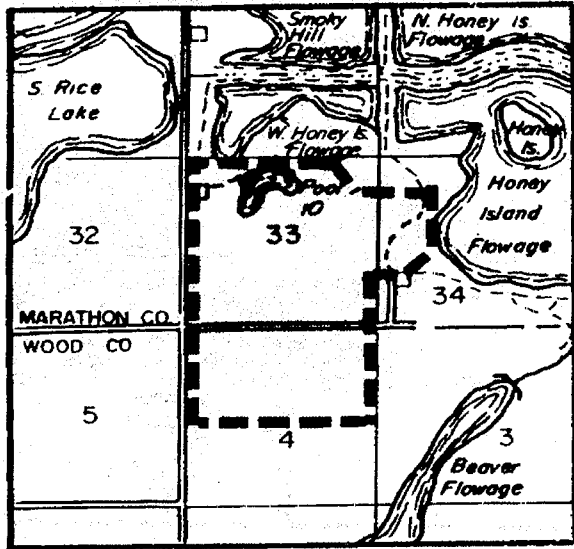 Smoky
Hill
Flowage
N. Honey Is.
Flowage
S. Rice
Lake
W. Honey Is.
Flowage
Honey
Is.
Pool
10
Honey
Island
Flowage
32
33
34
MARATHON CO
WOOD CO
5
4
3
Beaver
Flowage